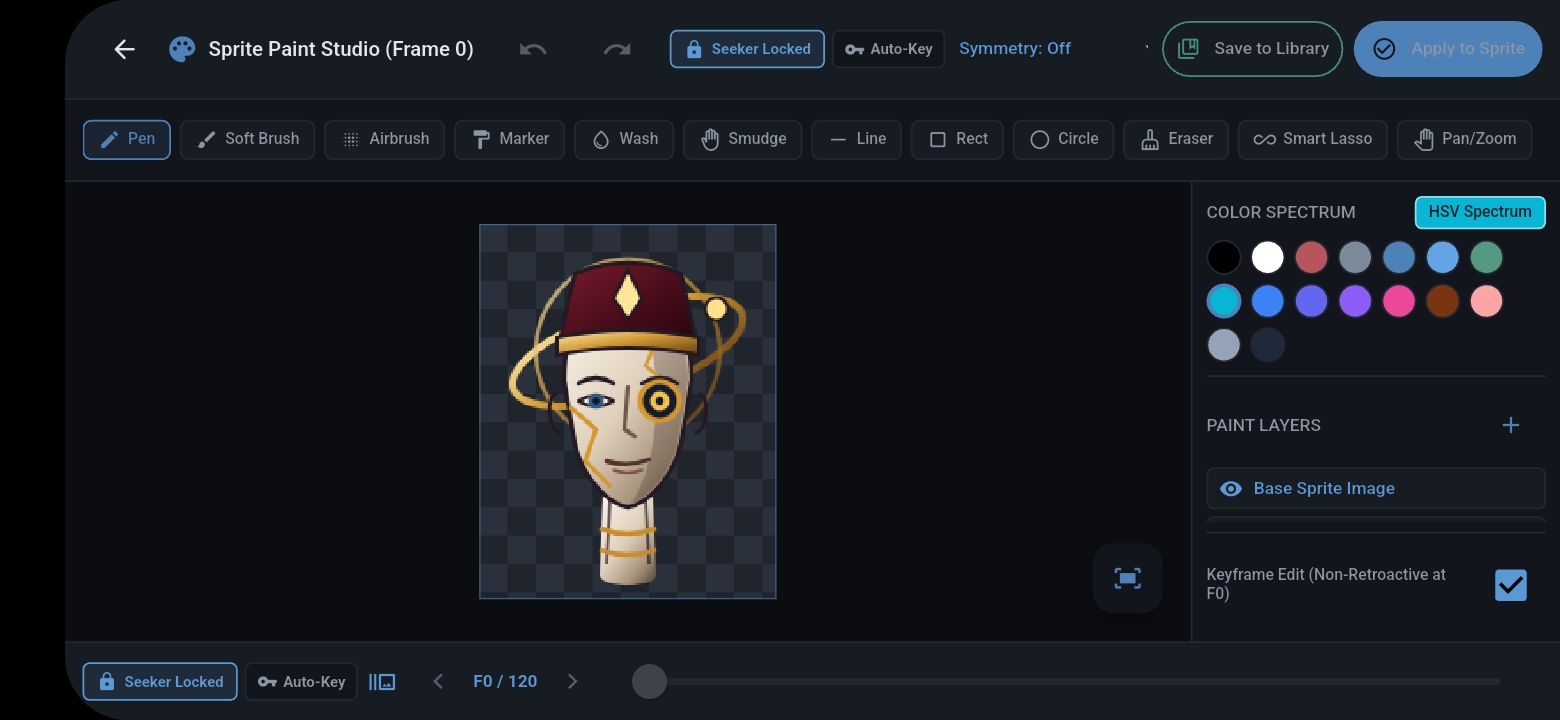 Sprite Paint Studio (Frame 0)
Seeker Locked
Auto-Key
Symmetry: Off
Save to Library
Apply to Sprite
Pen
Soft Brush
Airbrush
Marker
Wash
Smudge
Line
Rect
Circle
Eraser
Smart Lasso
Pan/Zoom
COLOR SPECTRUM
HSV Spectrum
PAINT LAYERS
Base Sprite Image
Keyframe Edit (Non-Retroactive at
F0)
Seeker Locked
Auto-Key
F0 / 120